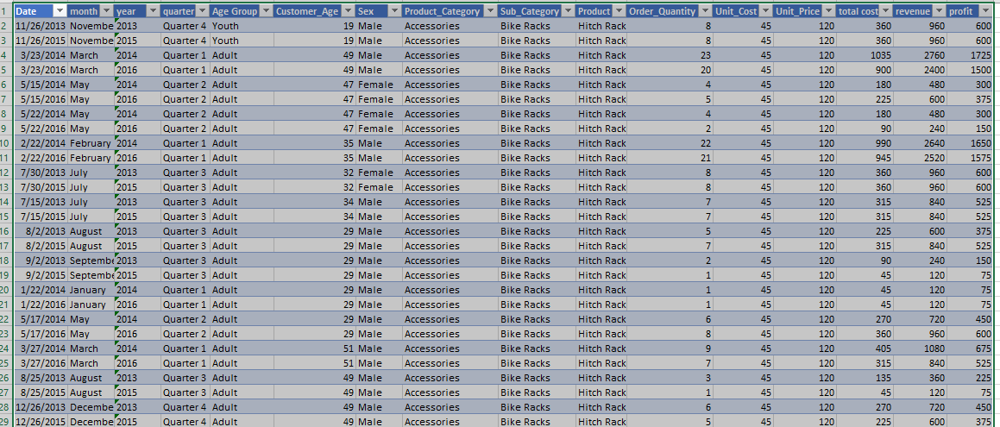 1 Date month year quarter Age Group Customer_Age Sex Product_Category Sub_Category Product Order_Quantity Unit_Cost Unit_Price total cost revenue profit
2 11/26/2013 Novembe 2013 Quarter 4 Youth 19 Male Accessories Bike Racks Hitch Rack 8 45 120 360 960 600
3 11/26/2015 Novembe 2015 Quarter 4 Youth 19 Male Accessories Bike Racks Hitch Rack 8 45 120 360 960 600
4 3/23/2014 March 2014 Quarter 1 Adult 49 Male Accessories Bike Racks Hitch Rack 23 45 120 1035 2760 1725
5 3/23/2016 March 2016 Quarter 1 Adult 49 Male Accessories Bike Racks Hitch Rack 20 45 120 900 2400 1500
6 5/15/2014 May 2014 Quarter 2 Adult 47 Female Accessories Bike Racks Hitch Rack 4 45 120 180 480 300
7 5/15/2016 May 2016 Quarter 2 Adult 47 Female Accessories Bike Racks Hitch Rack 5 45 120 225 600 375
8 5/22/2014 May 2014 Quarter 2 Adult 47 Female Accessories Bike Racks Hitch Rack 4 45 120 180 480 300
9 5/22/2016 May 2016 Quarter 2 Adult 47 Female Accessories Bike Racks Hitch Rack 2 45 120 90 240 150
10 2/22/2014 February 2014 Quarter 1 Adult 35 Male Accessories Bike Racks Hitch Rack 22 45 120 990 2640 1650
11 2/22/2016 February 2016 Quarter 1 Adult 35 Male Accessories Bike Racks Hitch Rack 21 45 120 945 2520 1575
12 7/30/2013 July 2013 Quarter 3 Adult 32 Female Accessories Bike Racks Hitch Rack 8 45 120 360 960 600
13 7/30/2015 July 2015 Quarter 3 Adult 32 Female Accessories Bike Racks Hitch Rack 8 45 120 360 960 600
14 7/15/2013 July 2013 Quarter 3 Adult 34 Male Accessories Bike Racks Hitch Rack 7 45 120 315 840 525
15 7/15/2015 July 2015 Quarter 3 Adult 34 Male Accessories Bike Racks Hitch Rack 7 45 120 315 840 525
16 8/2/2013 August 2013 Quarter 3 Adult 29 Male Accessories Bike Racks Hitch Rack 5 45 120 225 600 375
17 8/2/2015 August 2015 Quarter 3 Adult 29 Male Accessories Bike Racks Hitch Rack 7 45 120 315 840 525
18 9/2/2013 Septembe 2013 Quarter 3 Adult 29 Male Accessories Bike Racks Hitch Rack 2 45 120 90 240 150
19 9/2/2015 Septembe 2015 Quarter 3 Adult 29 Male Accessories Bike Racks Hitch Rack 1 45 120 45 120 75
20 1/22/2014 January 2014 Quarter 1 Adult 29 Male Accessories Bike Racks Hitch Rack 1 45 120 45 120 75
21 1/22/2016 January 2016 Quarter 1 Adult 29 Male Accessories Bike Racks Hitch Rack 1 45 120 45 120 75
22 5/17/2014 May 2014 Quarter 2 Adult 29 Male Accessories Bike Racks Hitch Rack 6 45 120 270 720 450
23 5/17/2016 May 2016 Quarter 2 Adult 29 Male Accessories Bike Racks Hitch Rack 8 45 120 360 960 600
24 3/27/2014 March 2014 Quarter 1 Adult 51 Male Accessories Bike Racks Hitch Rack 9 45 120 405 1080 675
25 3/27/2016 March 2016 Quarter 1 Adult 51 Male Accessories Bike Racks Hitch Rack 7 45 120 315 840 525
26 8/25/2013 August 2013 Quarter 3 Adult 49 Male Accessories Bike Racks Hitch Rack 3 45 120 135 360 225
27 8/25/2015 August 2015 Quarter 3 Adult 49 Male Accessories Bike Racks Hitch Rack 1 45 120 45 120 75
28 12/26/2013 Decembe 2013 Quarter 4 Adult 49 Male Accessories Bike Racks Hitch Rack 6 45 120 270 720 450
29 12/26/2015 Decembe 2015 Quarter 4 Adult 49 Male Accessories Bike Racks Hitch Rack 5 45 120 225 600 375